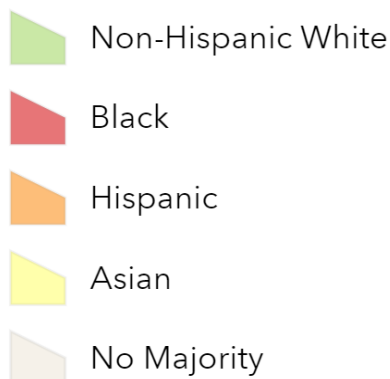 Non-Hispanic White
Black
Hispanic
Asian
No Majority